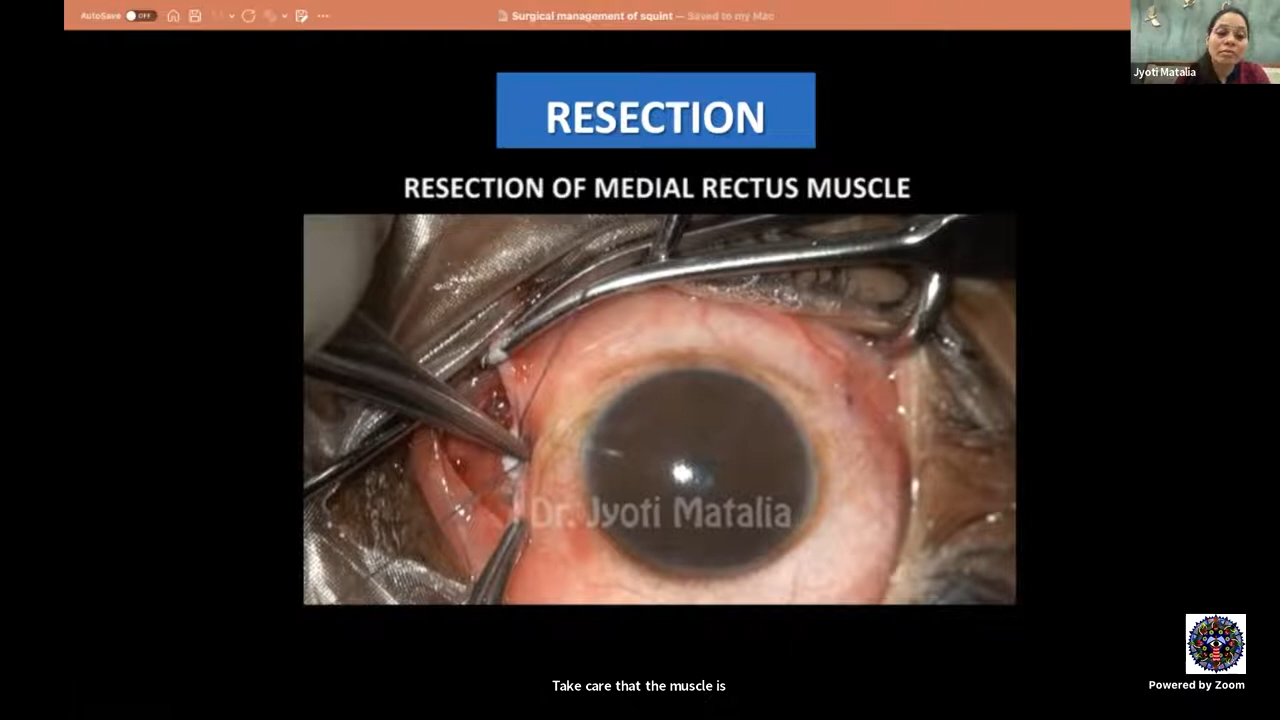 AutoSave OFF
Surgical management of squint — Saved to my Mac
Jyoti Matalia
RESECTION
RESECTION OF MEDIAL RECTUS MUSCLE
Dr. Jyoti Matalia
Take care that the muscle is
Powered by Zoom